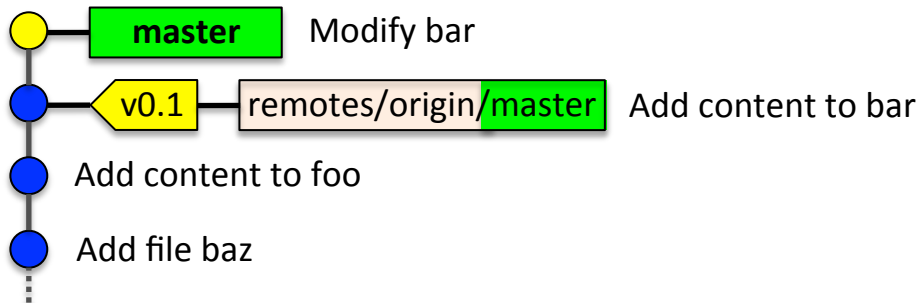 master Modify bar
v0.1 remotes/origin/master Add content to bar
Add content to foo
Add file baz